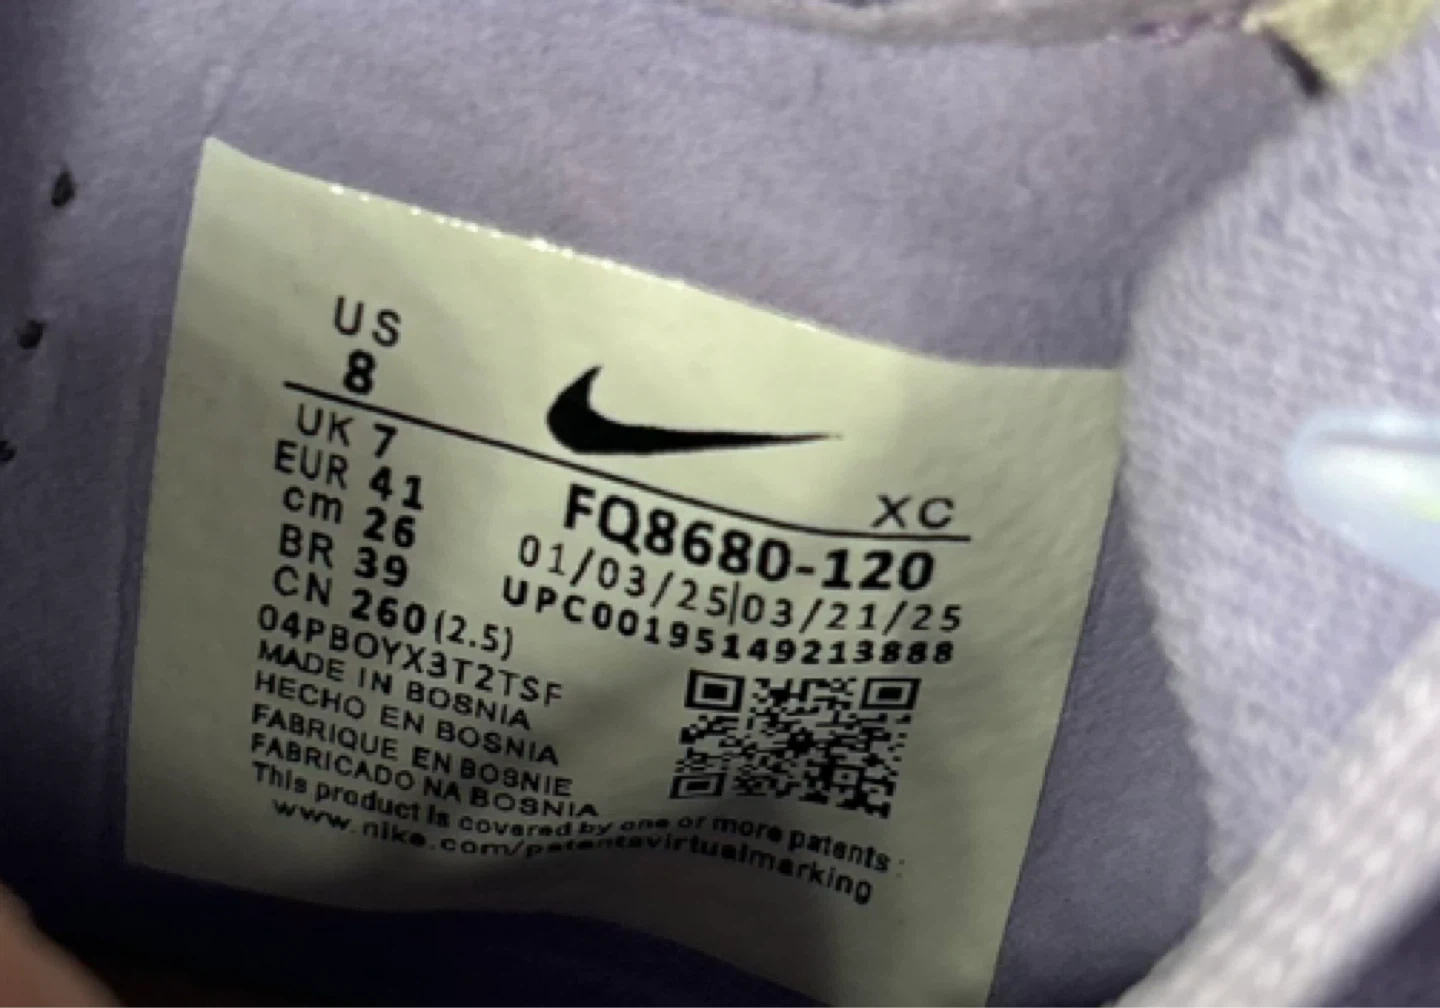 US
8
UK 7
EUR 41
cm 26
BR 39
CN 260 (2.5)
XC
FQ8680-120
01/03/25|03/21/25
UPC00195149213888
04PBOYX3T2TSF
MADE IN BOSNIA
HECHO EN BOSNIA
FABRIQUE EN BOSNIE
FABRICADO NA BOSNIA
This product is covered by one or more patents:
www.nike.com/patentsvirtualmarking